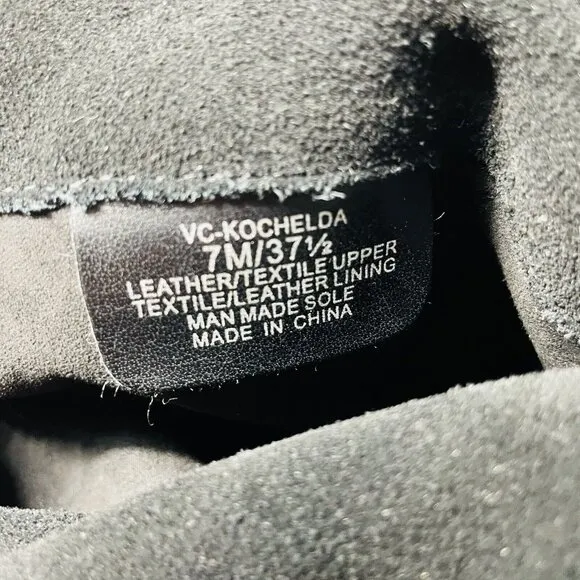 VC-KOCHELDA
7M/37½
LEATHER/TEXTILE UPPER
TEXTILE/LEATHER LINING
MAN MADE SOLE
MADE IN CHINA